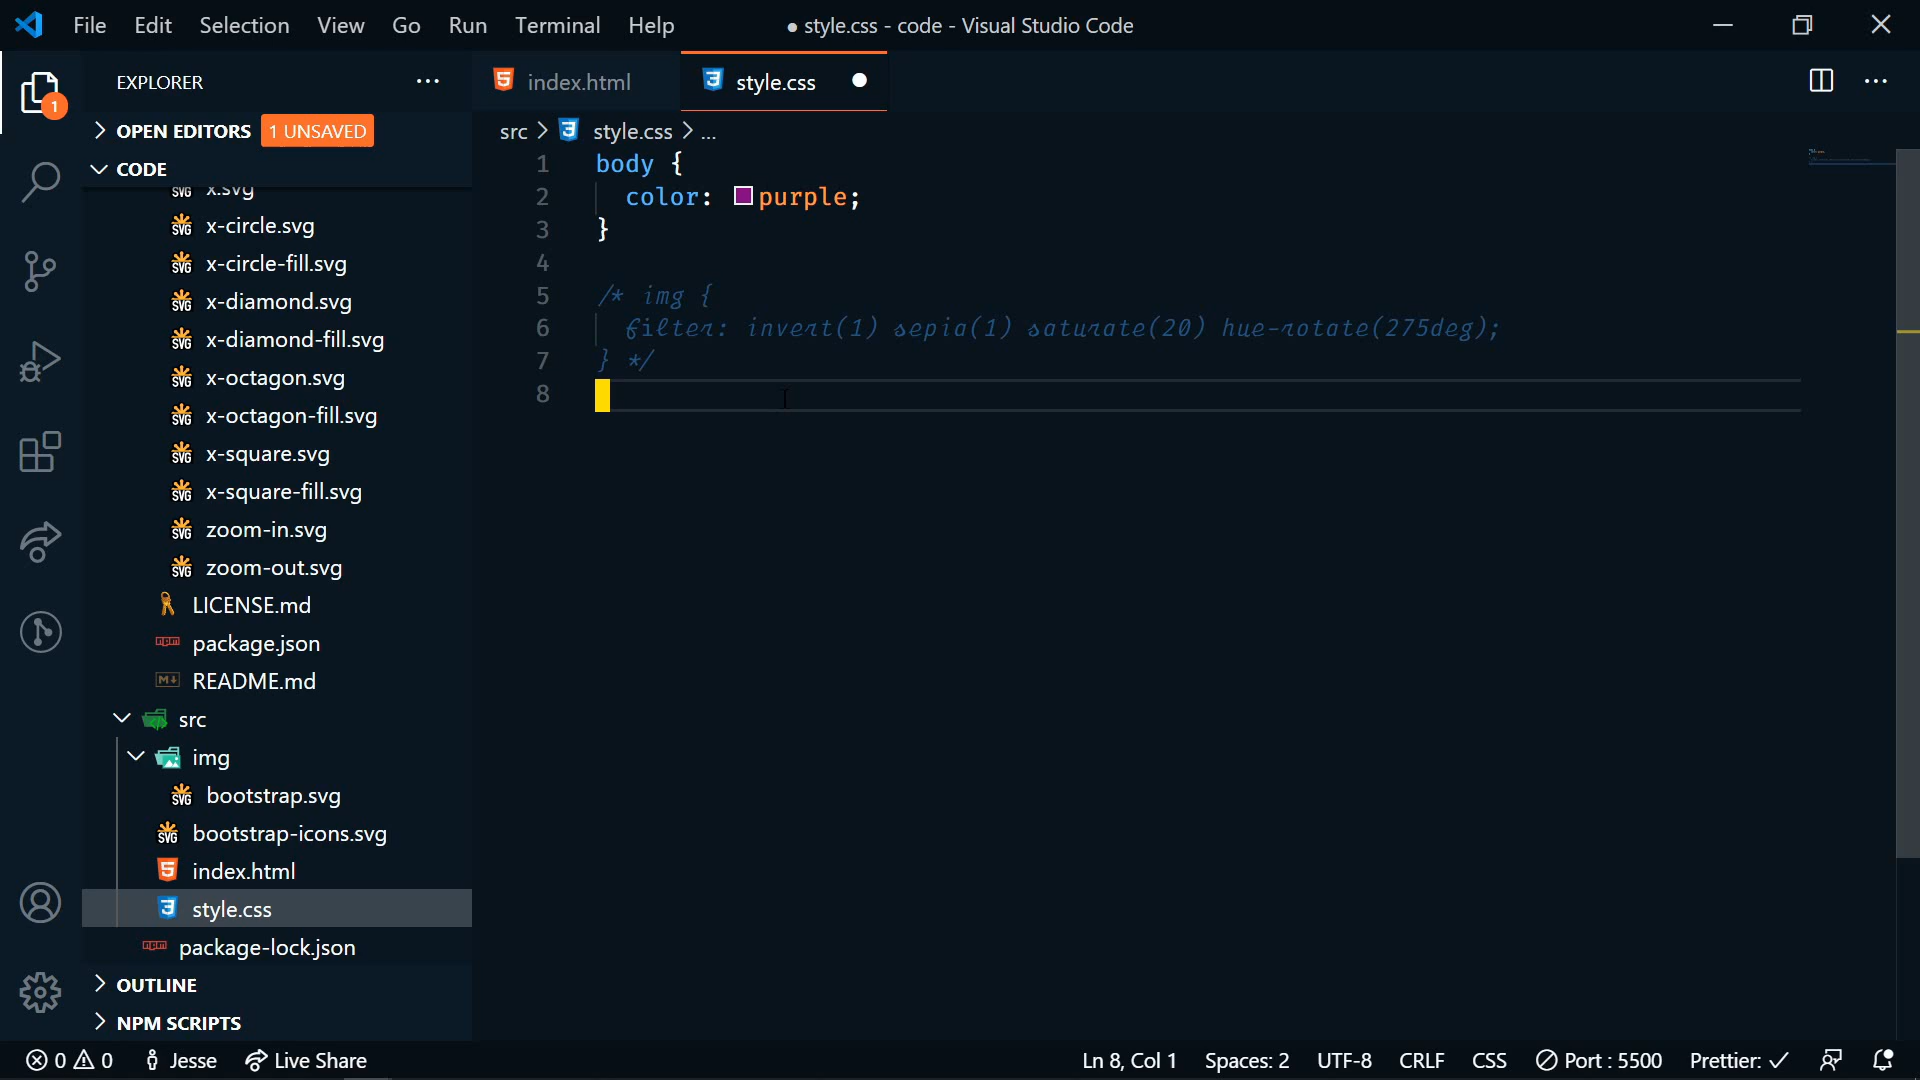 File Edit Selection View Go Run Terminal Help ● style.css - code - Visual Studio Code
EXPLORER
1
OPEN EDITORS 1 UNSAVED
CODE
x.svg
x-circle.svg
x-circle-fill.svg
x-diamond.svg
x-diamond-fill.svg
x-octagon.svg
x-octagon-fill.svg
x-square.svg
x-square-fill.svg
zoom-in.svg
zoom-out.svg
LICENSE.md
package.json
README.md
src
img
bootstrap.svg
bootstrap-icons.svg
index.html
style.css
package-lock.json
OUTLINE
NPM SCRIPTS
index.html style.css ●
src > style.css > ...
1 body {
2 color: purple;
3 }
4
5 /* img {
6 filter: invert(1) sepia(1) saturate(20) hue-rotate(275deg);
7 } */
8
0 0 Jesse Live Share Ln 8, Col 1 Spaces: 2 UTF-8 CRLF CSS Port : 5500 Prettier: ✓